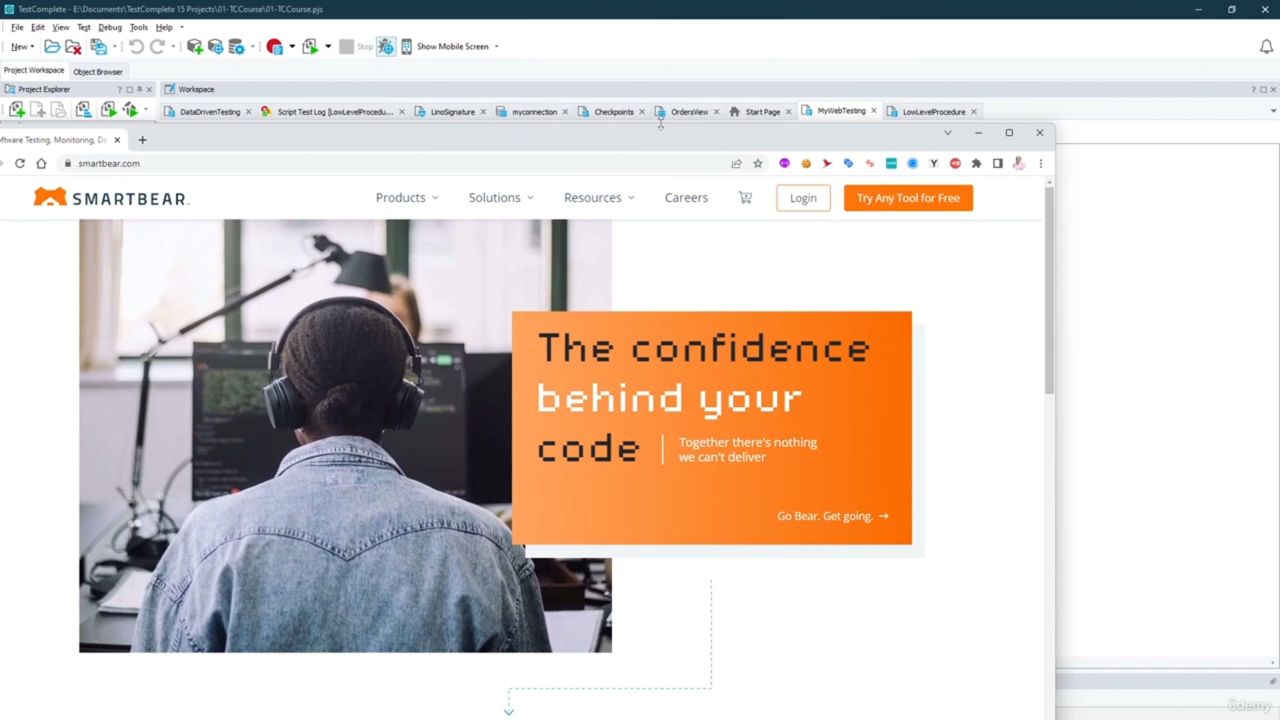 TestComplete - E:\Documents\TestComplete 15 Projects\01-TCCourse\01-TCCourse.pjs
File Edit View Test Debug Tools Help
New Stop Show Mobile Screen
Project Workspace Object Browser
Project Explorer Workspace
DataDrivenTesting Script Test Log [LowLevelProcedu... LinoSignature myconnection Checkpoints OrdersView Start Page MyWebTesting LowLevelProcedure
ftware Testing, Monitoring, De
smartbear.com
SMARTBEAR Products Solutions Resources Careers Login Try Any Tool for Free
The confidence
behind your
code
Together there's nothing
we can't deliver
Go Bear. Get going. →
ûdemy